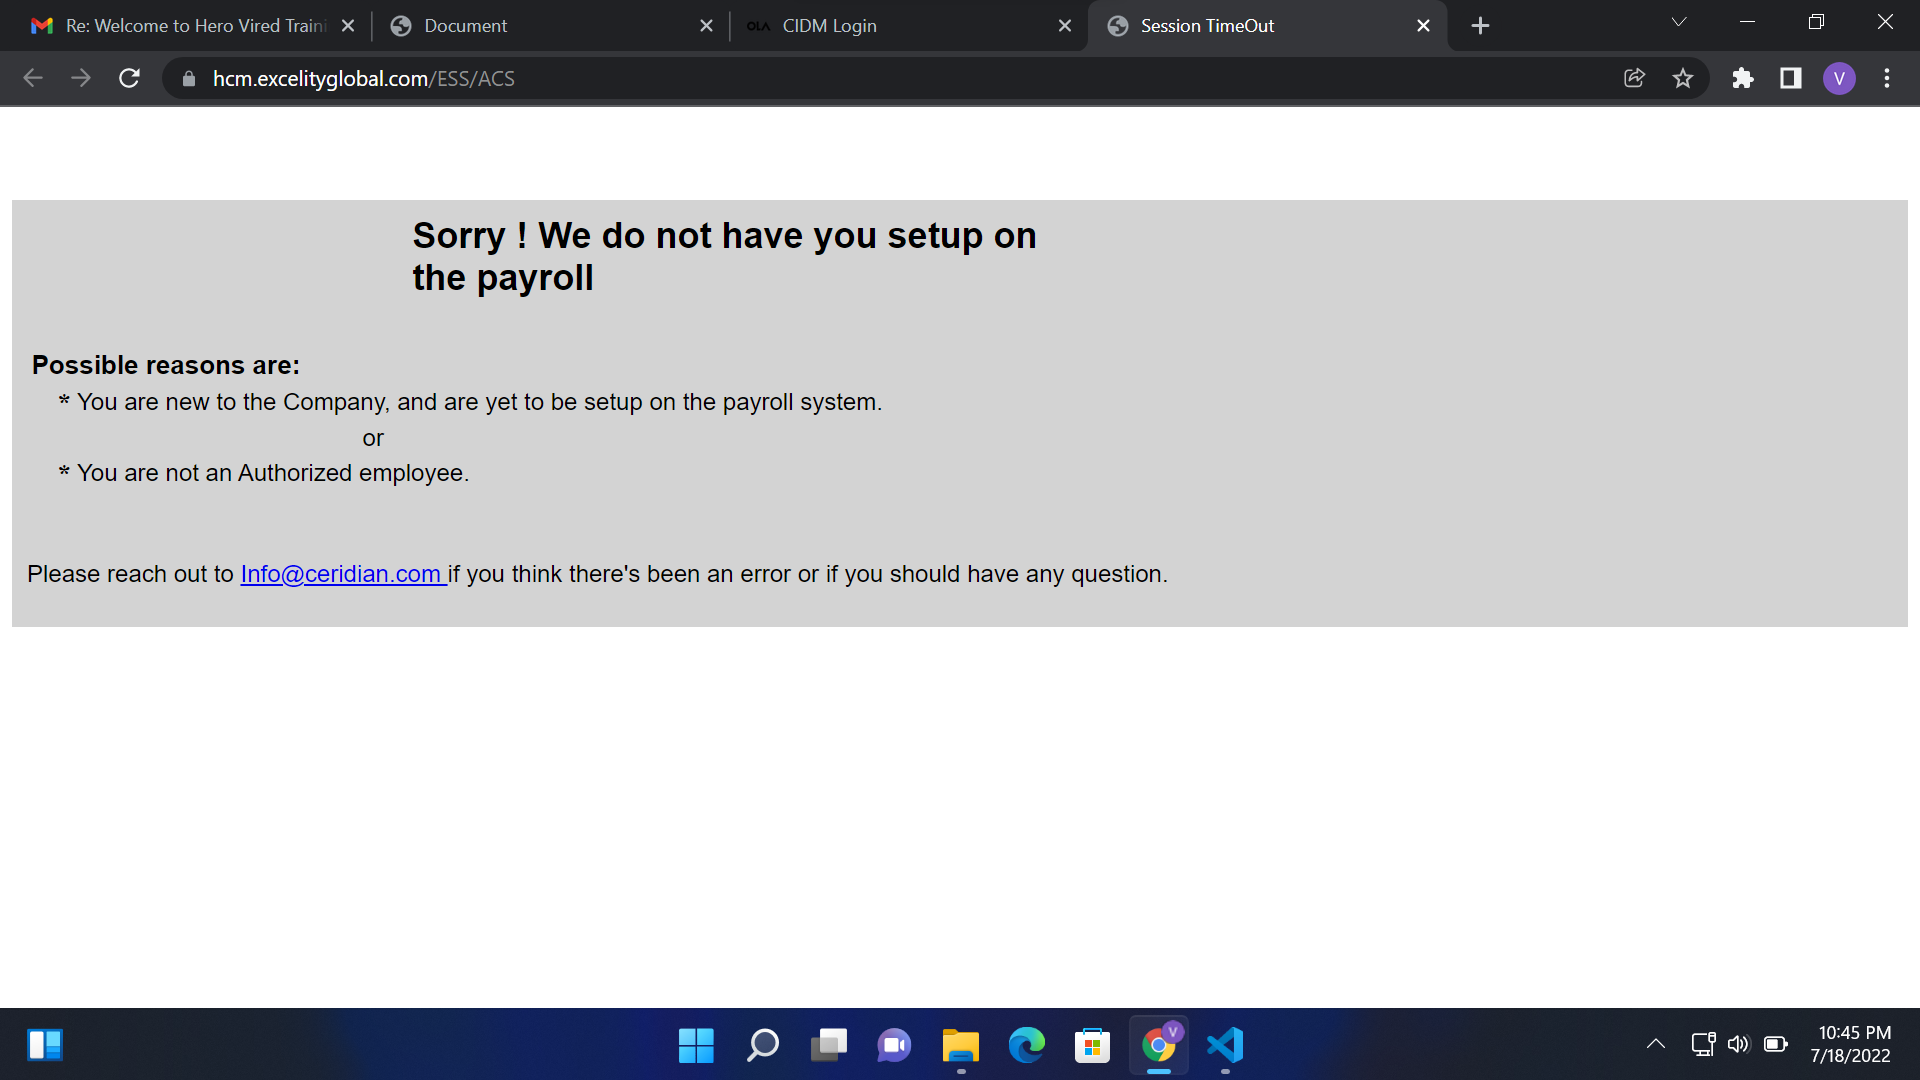 Re: Welcome to Hero Vired Traini
Document
OLA CIDM Login
Session TimeOut
hcm.excelityglobal.com/ESS/ACS
V
Sorry ! We do not have you setup on
the payroll
Possible reasons are:
* You are new to the Company, and are yet to be setup on the payroll system.
or
* You are not an Authorized employee.
Please reach out to Info@ceridian.com if you think there's been an error or if you should have any question.
V
10:45 PM
7/18/2022